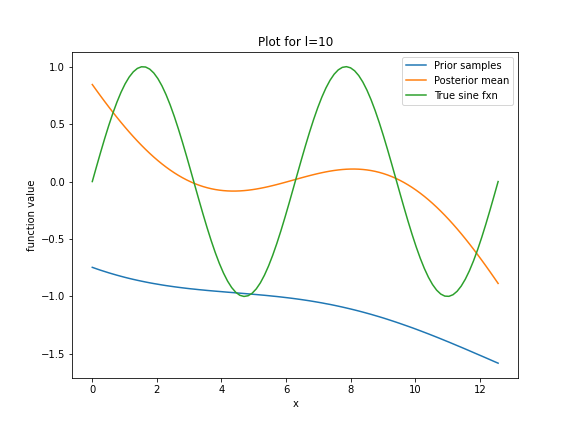 Plot for l=10
Prior samples
Posterior mean
True sine fxn
function value
1.0
0.5
0.0
−0.5
−1.0
−1.5
0 2 4 6 8 10 12
x